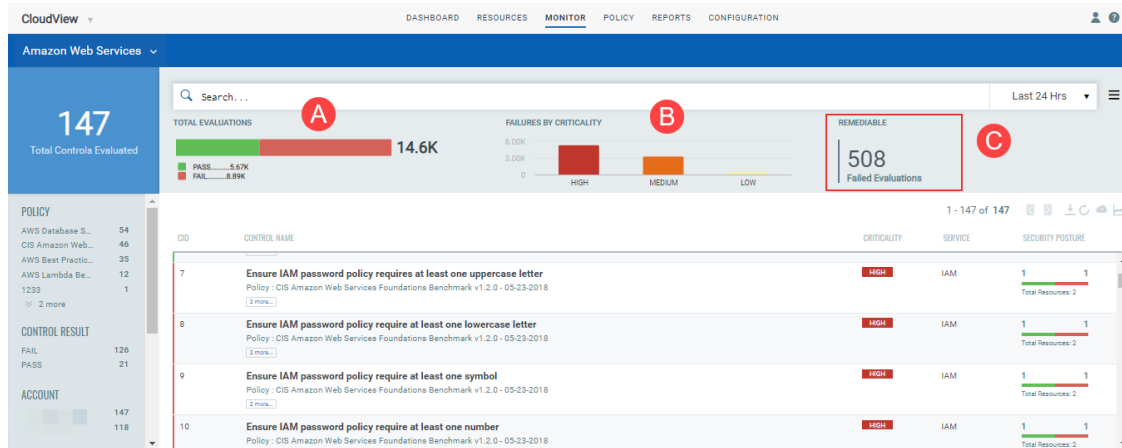 CloudView
DASHBOARD RESOURCES MONITOR POLICY REPORTS CONFIGURATION
Amazon Web Services
147
Total Controls Evaluated
Search...
Last 24 Hrs
A
B
C
TOTAL EVALUATIONS
14.6K
PASS.........5.67K
FAIL.........8.89K
FAILURES BY CRITICALITY
6.00K
3.00K
0
HIGH MEDIUM LOW
REMEDIABLE
508
Failed Evaluations
POLICY
AWS Database S... 54
CIS Amazon Web... 46
AWS Best Practic... 35
AWS Lambda Be... 12
1233 1
2 more
CONTROL RESULT
FAIL 126
PASS 21
ACCOUNT
147
118
1 - 147 of 147
CID CONTROL NAME CRITICALITY SERVICE SECURITY POSTURE
7 Ensure IAM password policy requires at least one uppercase letter HIGH IAM 1 1
Policy : CIS Amazon Web Services Foundations Benchmark v1.2.0 - 05-23-2018
Total Resources: 2
2 more...
8 Ensure IAM password policy require at least one lowercase letter HIGH IAM 1 1
Policy : CIS Amazon Web Services Foundations Benchmark v1.2.0 - 05-23-2018
Total Resources: 2
2 more...
9 Ensure IAM password policy require at least one symbol HIGH IAM 1 1
Policy : CIS Amazon Web Services Foundations Benchmark v1.2.0 - 05-23-2018
Total Resources: 2
2 more...
10 Ensure IAM password policy require at least one number HIGH IAM 1 1
Policy : CIS Amazon Web Services Foundations Benchmark v1.2.0 - 05-23-2018
Total Resources: 2